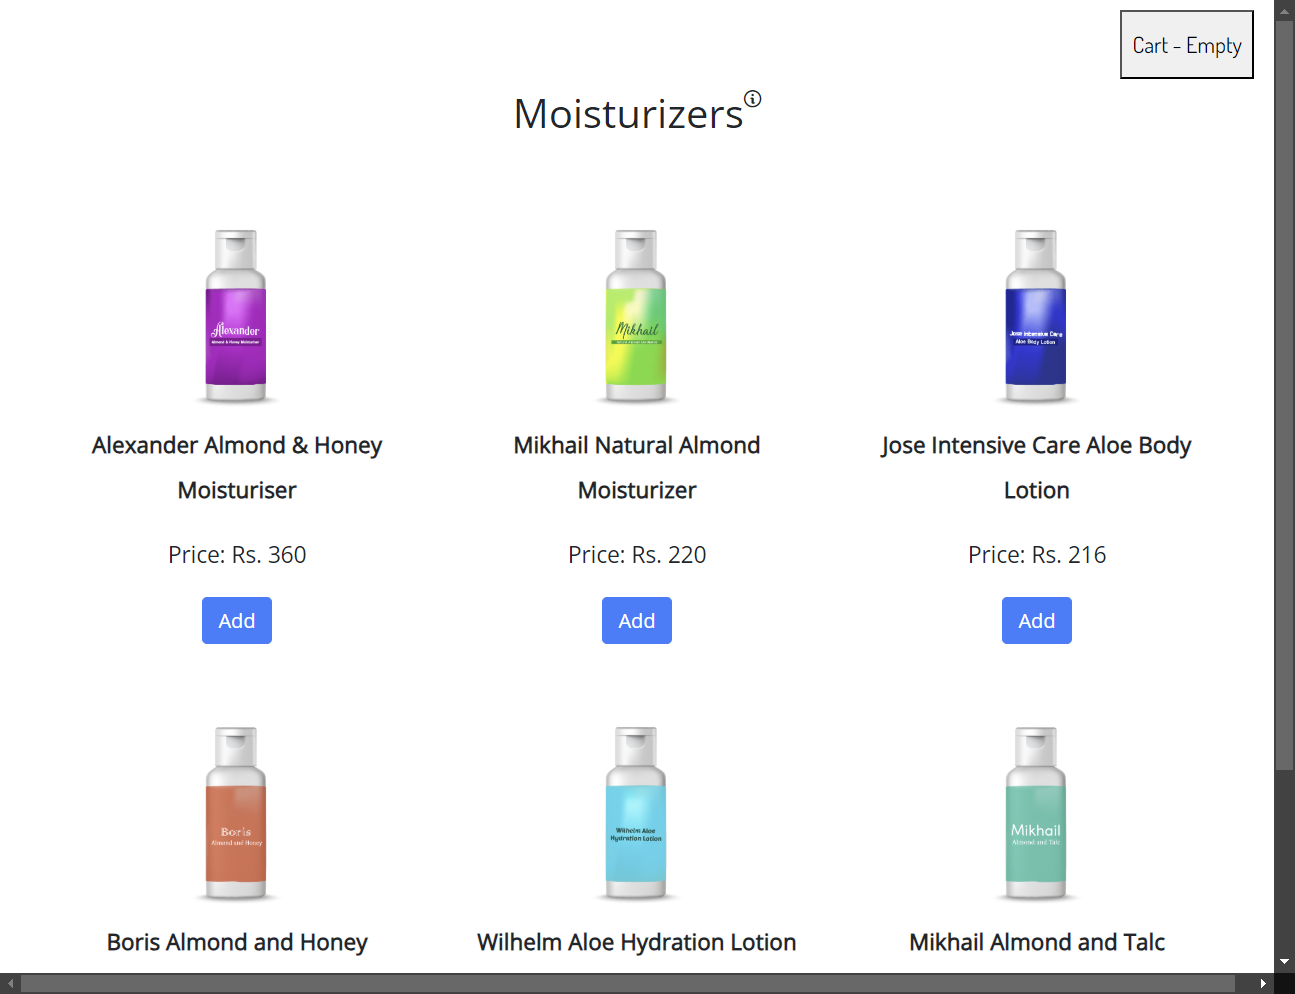 Cart - Empty
Moisturizers
Alexander
Almond & Honey Moisturiser
Mikhail
Jose Intensive Care
Aloe Body Lotion
Alexander Almond & Honey
Moisturiser
Mikhail Natural Almond
Moisturizer
Jose Intensive Care Aloe Body
Lotion
Price: Rs. 360
Price: Rs. 220
Price: Rs. 216
Add
Add
Add
Boris
Almond and Honey
Wilhelm Aloe
Hydration Lotion
Mikhail
Almond and Talc
Boris Almond and Honey
Wilhelm Aloe Hydration Lotion
Mikhail Almond and Talc